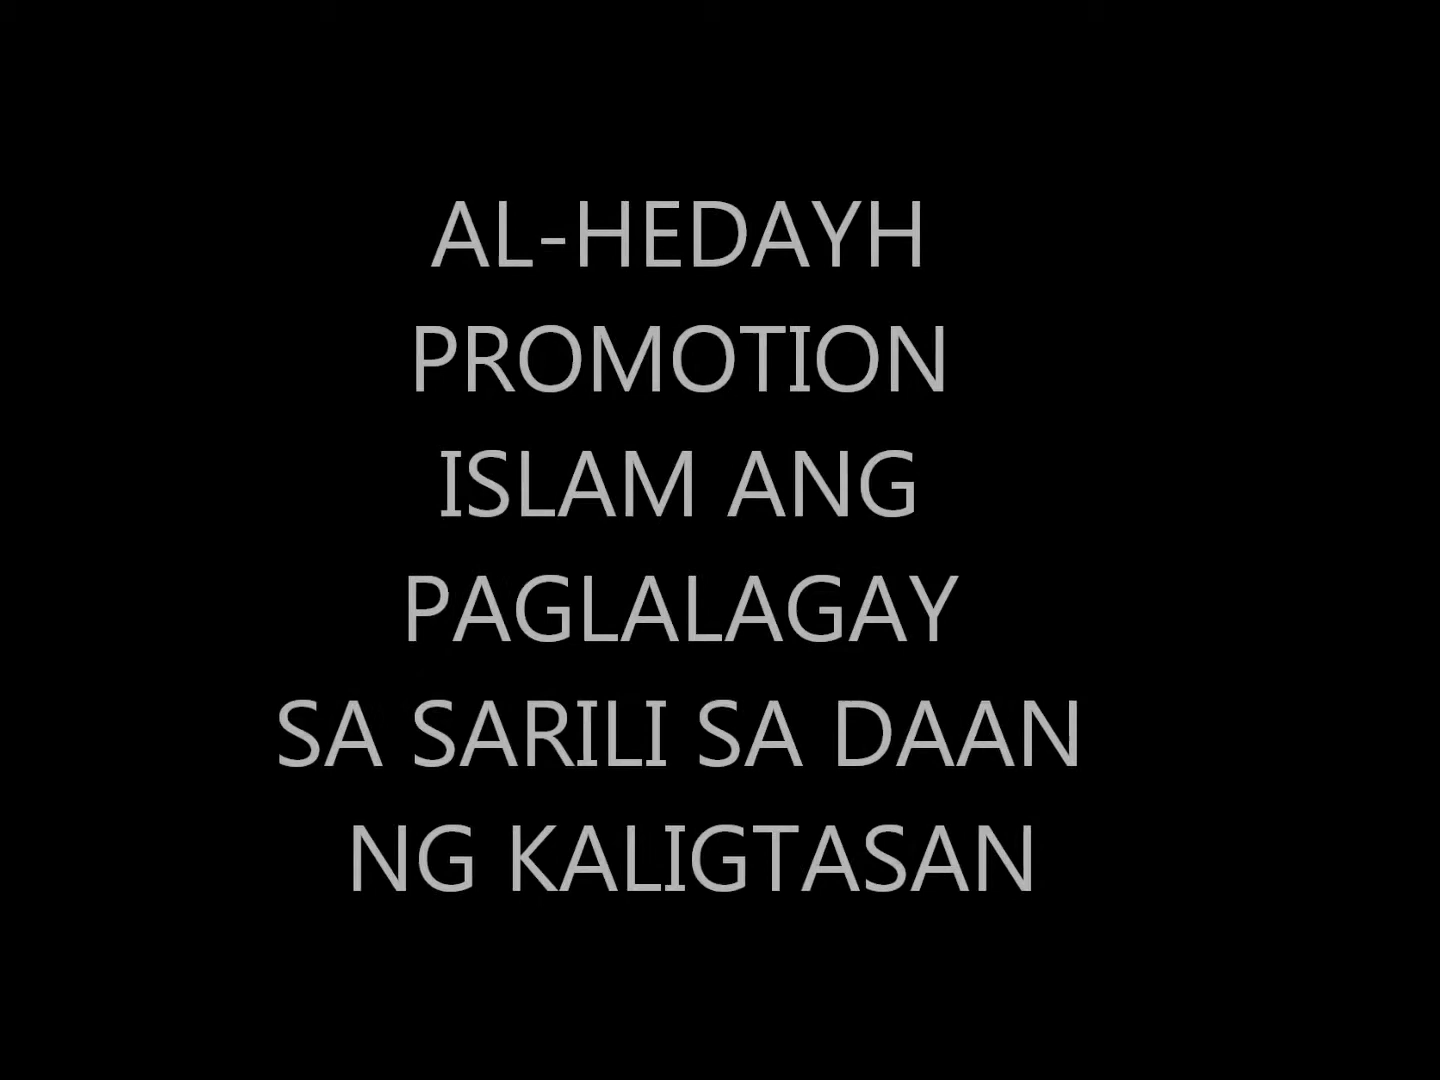 AL-HEDAYH
PROMOTION
ISLAM ANG
PAGLALAGAY
SA SARILI SA DAAN
NG KALIGTASAN